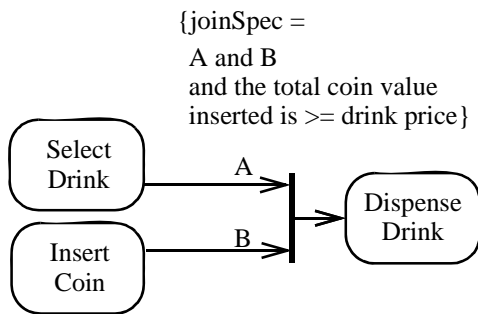 {joinSpec =
A and B
and the total coin value
inserted is >= drink price}
Select
Drink
A
Dispense
Drink
B
Insert
Coin